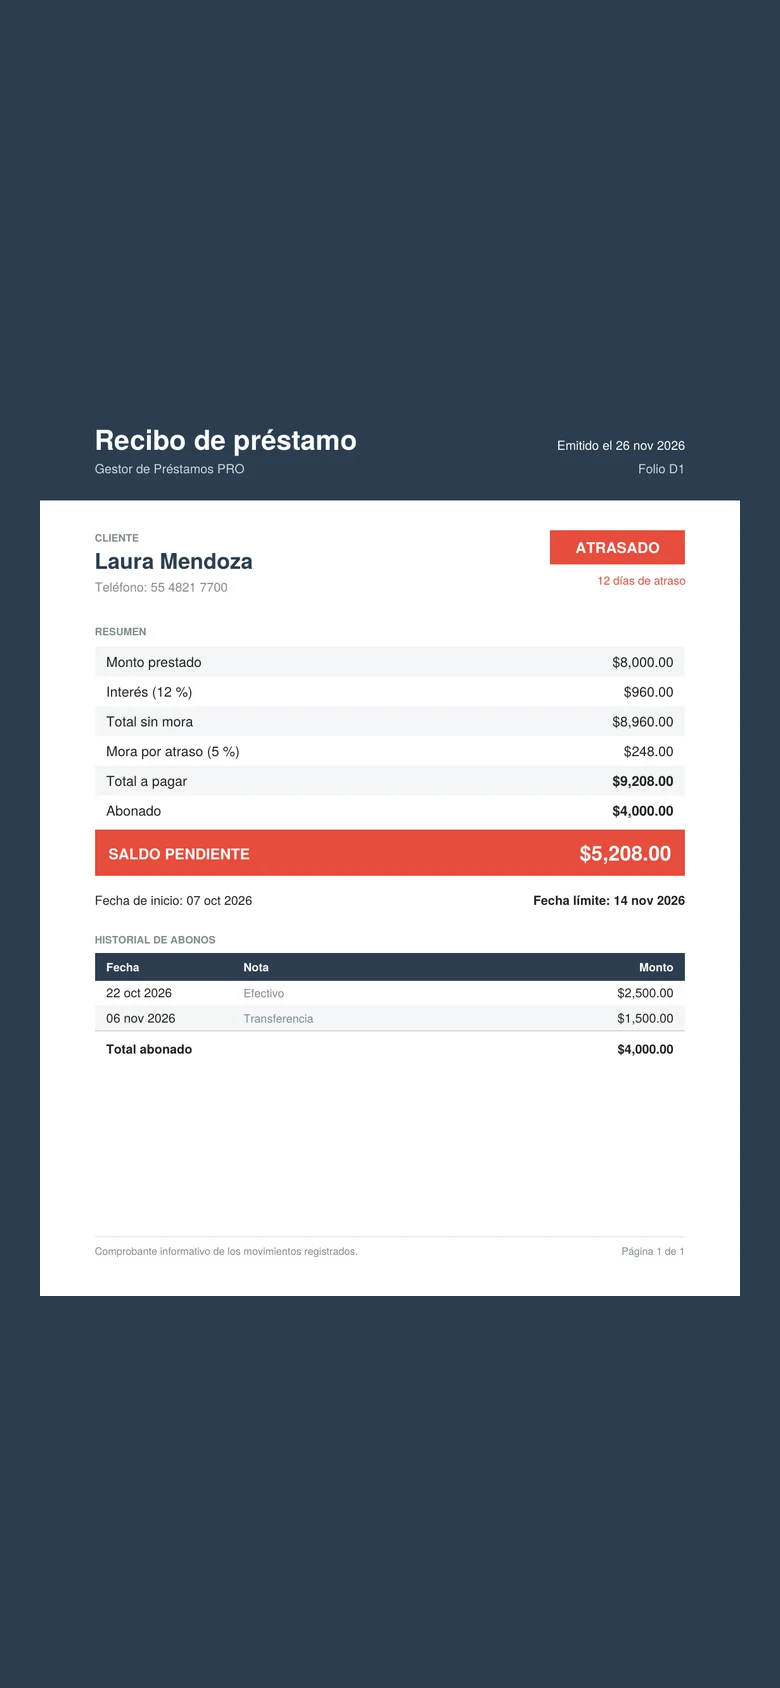 Recibo de préstamo
Emitido el 26 nov 2026
Gestor de Préstamos PRO
Folio D1
CLIENTE
Laura Mendoza
Teléfono: 55 4821 7700
ATRASADO
12 días de atraso
RESUMEN
Monto prestado $8,000.00
Interés (12 %) $960.00
Total sin mora $8,960.00
Mora por atraso (5 %) $248.00
Total a pagar $9,208.00
Abonado $4,000.00
SALDO PENDIENTE $5,208.00
Fecha de inicio: 07 oct 2026 Fecha límite: 14 nov 2026
HISTORIAL DE ABONOS
Fecha Nota Monto
22 oct 2026 Efectivo $2,500.00
06 nov 2026 Transferencia $1,500.00
Total abonado $4,000.00
Comprobante informativo de los movimientos registrados. Página 1 de 1